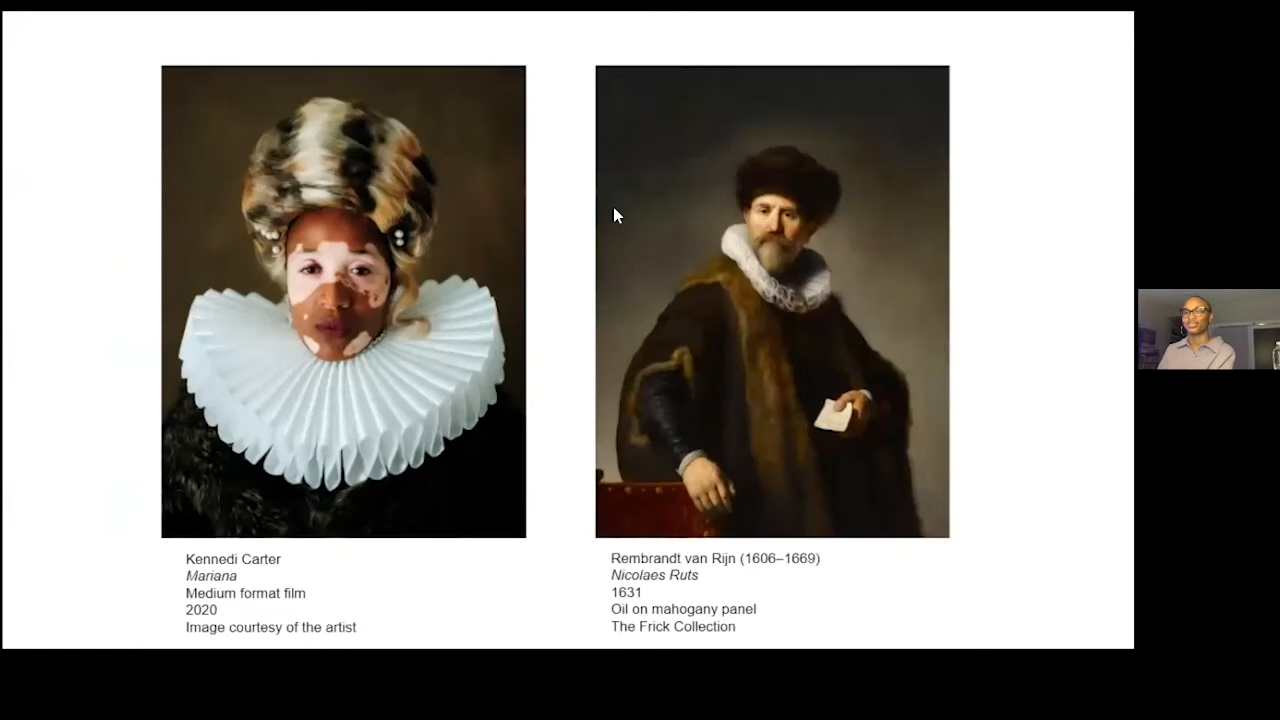 Kennedi Carter
Mariana
Medium format film
2020
Image courtesy of the artist
Rembrandt van Rijn (1606–1669)
Nicolaes Ruts
1631
Oil on mahogany panel
The Frick Collection